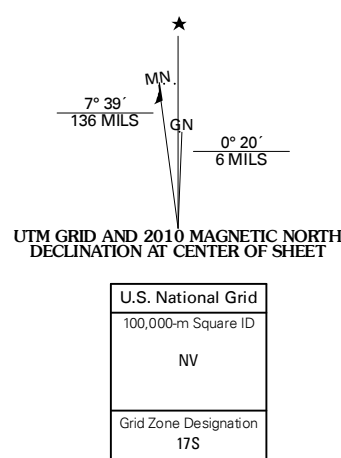 ★
MN
7° 39´
136 MILS
GN
0° 20´
6 MILS
UTM GRID AND 2010 MAGNETIC NORTH
DECLINATION AT CENTER OF SHEET
U.S. National Grid
100,000-m Square ID
NV
Grid Zone Designation
17S